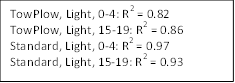 TowPlow, Light, 0-4: R² = 0.82
TowPlow, Light, 15-19: R² = 0.86
Standard, Light, 0-4: R² = 0.97
Standard, Light, 15-19: R² = 0.93